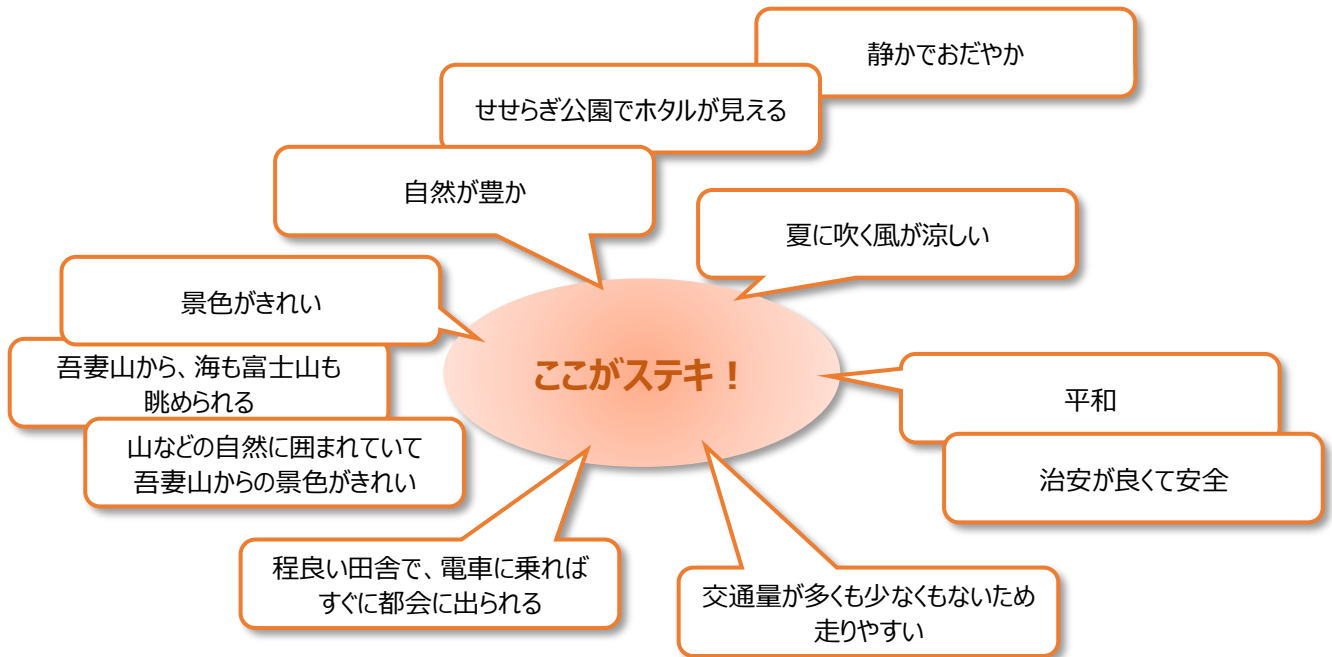 静かでおだやか
せせらぎ公園でホタルが見える
自然が豊か
夏に吹く風が涼しい
景色がきれい
吾妻山から、海も富士山も
眺められる
山などの自然に囲まれていて
吾妻山からの景色がきれい
ここがステキ！
平和
治安が良くて安全
程良い田舎で、電車に乗れば
すぐに都会に出られる
交通量が多くも少なくもないため
走りやすい